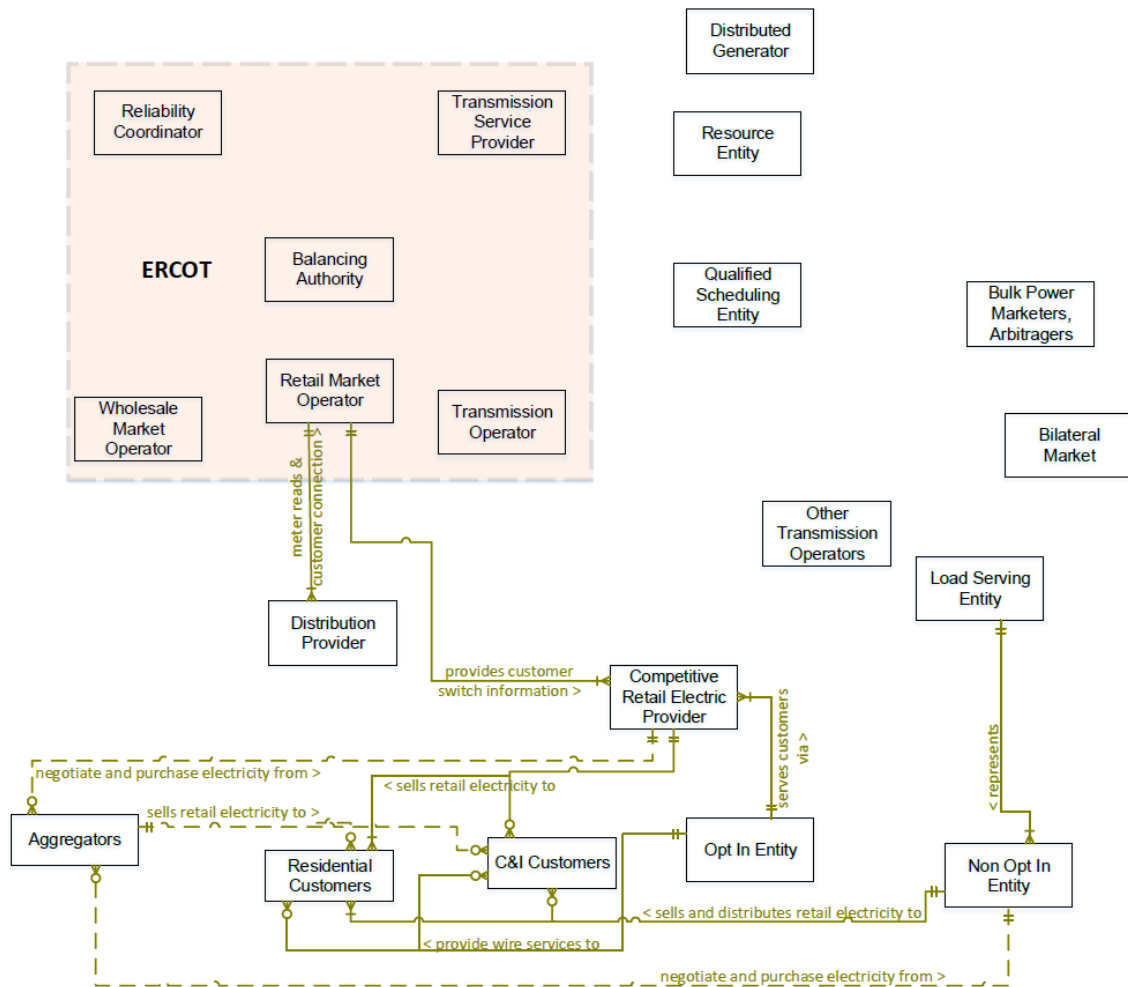 Distributed
Generator
Reliability
Coordinator
Transmission
Service
Provider
Resource
Entity
ERCOT
Balancing
Authority
Qualified
Scheduling
Entity
Bulk Power
Marketers,
Arbitragers
Retail Market
Operator
Wholesale
Market
Operator
Transmission
Operator
Bilateral
Market
meter reads &
customer connection >
Other
Transmission
Operators
Load Serving
Entity
Distribution
Provider
provides customer
switch information >
Competitive
Retail Electric
Provider
serves customers
via >
< represents
negotiate and purchase electricity from >
< sells retail electricity to
sells retail electricity to >
Aggregators
Residential
Customers
C&I Customers
Opt In Entity
Non Opt In
Entity
< sells and distributes retail electricity to
< provide wire services to
negotiate and purchase electricity from >